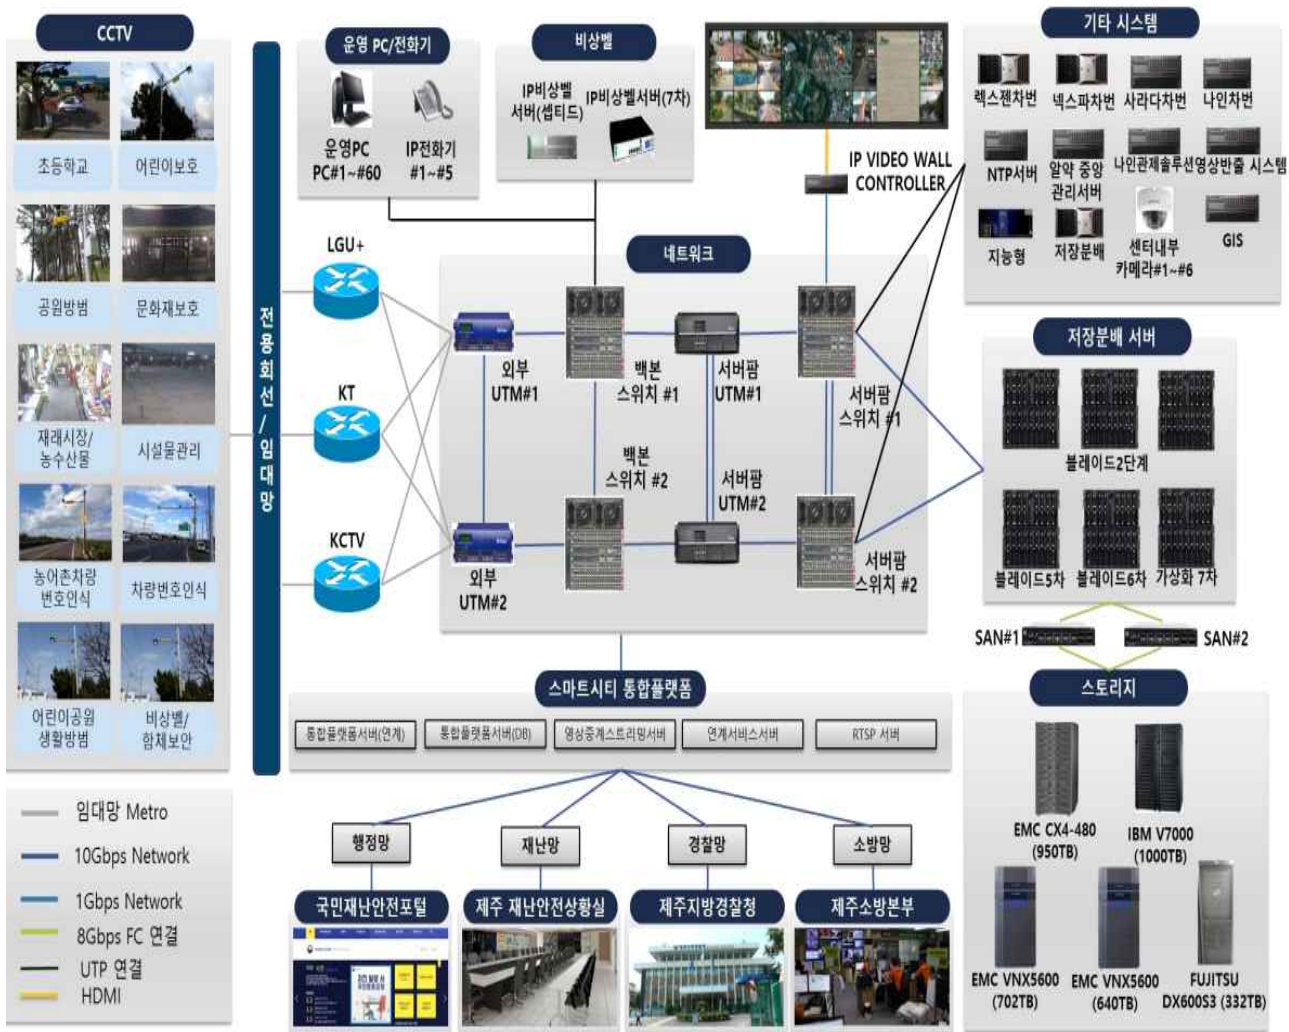 CCTV
초등학교
어린이보호
공원방범
문화재보호
재래시장/
농수산물
시설물관리
농어촌차량
번호인식
차량번호인식
어린이공원
생활방범
비상벨/
함체보안
임대망 Metro
10Gbps Network
1Gbps Network
8Gbps FC 연결
UTP 연결
HDMI
전용회선/임대망
운영 PC/전화기
운영PC
PC#1~#60
IP전화기
#1~#5
비상벨
IP비상벨
서버(셉티드)
IP비상벨서버(7차)
IP VIDEO WALL
CONTROLLER
LGU+
KT
KCTV
네트워크
외부
UTM#1
백본
스위치 #1
서버팜
UTM#1
서버팜
스위치 #1
백본
스위치 #2
서버팜
UTM#2
외부
UTM#2
서버팜
스위치 #2
기타 시스템
렉스젠차번
넥스파차번
사라다차번
나인차번
NTP서버
알약 중앙
관리서버
나인관제솔루션
영상반출 시스템
지능형
저장분배
센터내부
카메라#1~#6
GIS
저장분배 서버
블레이드2단계
블레이드5차
블레이드6차
가상화 7차
SAN#1
SAN#2
스토리지
EMC CX4-480
(950TB)
IBM V7000
(1000TB)
EMC VNX5600
(702TB)
EMC VNX5600
(640TB)
FUJITSU
DX600S3 (332TB)
스마트시티 통합플랫폼
통합플랫폼서버(연계)
통합플랫폼서버(DB)
영상중계스트리밍서버
연계서비스서버
RTSP 서버
행정망
재난망
경찰망
소방망
국민재난안전포털
제주 재난안전상황실
제주지방경찰청
제주소방본부